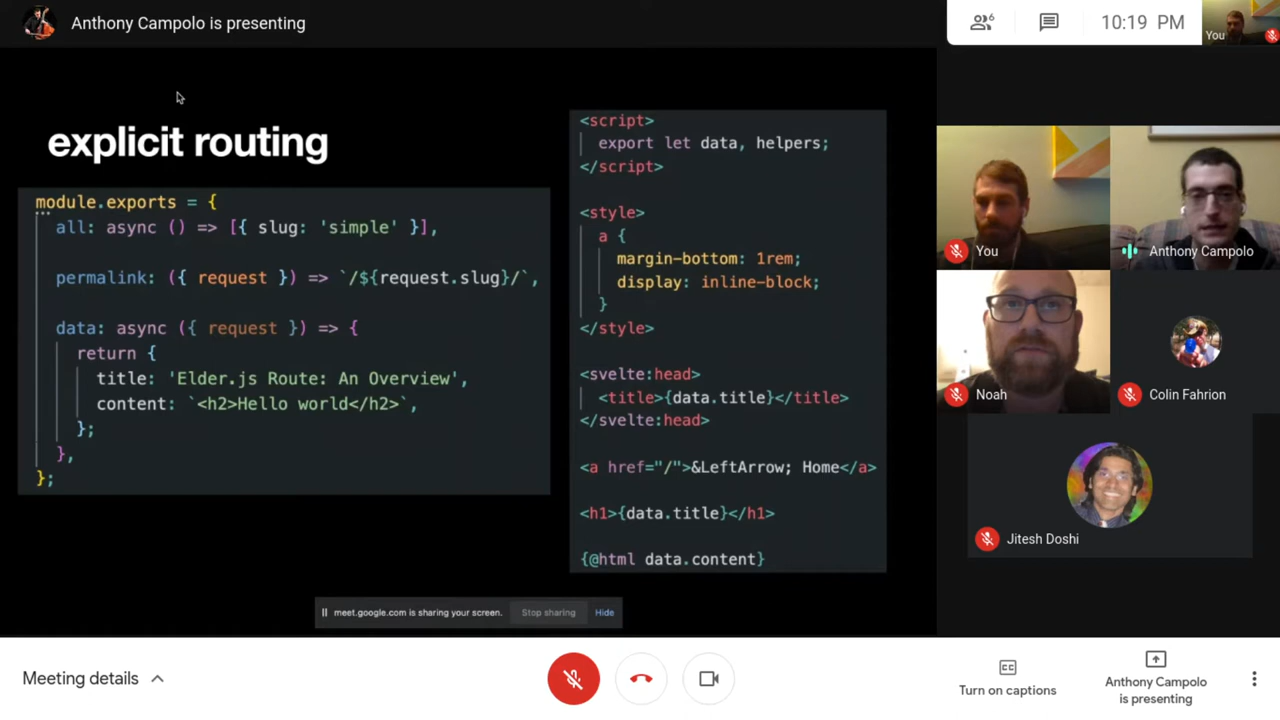 Anthony Campolo is presenting
6
10:19 PM
You
explicit routing
module.exports = {
all: async () => [{ slug: 'simple' }],
permalink: ({ request }) => `/${request.slug}/`,
data: async ({ request }) => {
return {
title: 'Elder.js Route: An Overview',
content: `<h2>Hello world</h2>`,
};
},
};
<script>
export let data, helpers;
</script>
<style>
a {
margin-bottom: 1rem;
display: inline-block;
}
</style>
<svelte:head>
<title>{data.title}</title>
</svelte:head>
<a href="/">&LeftArrow; Home</a>
<h1>{data.title}</h1>
{@html data.content}
You
Anthony Campolo
Noah
Colin Fahrion
Jitesh Doshi
meet.google.com is sharing your screen.
Stop sharing
Hide
Meeting details
Turn on captions
Anthony Campolo
is presenting